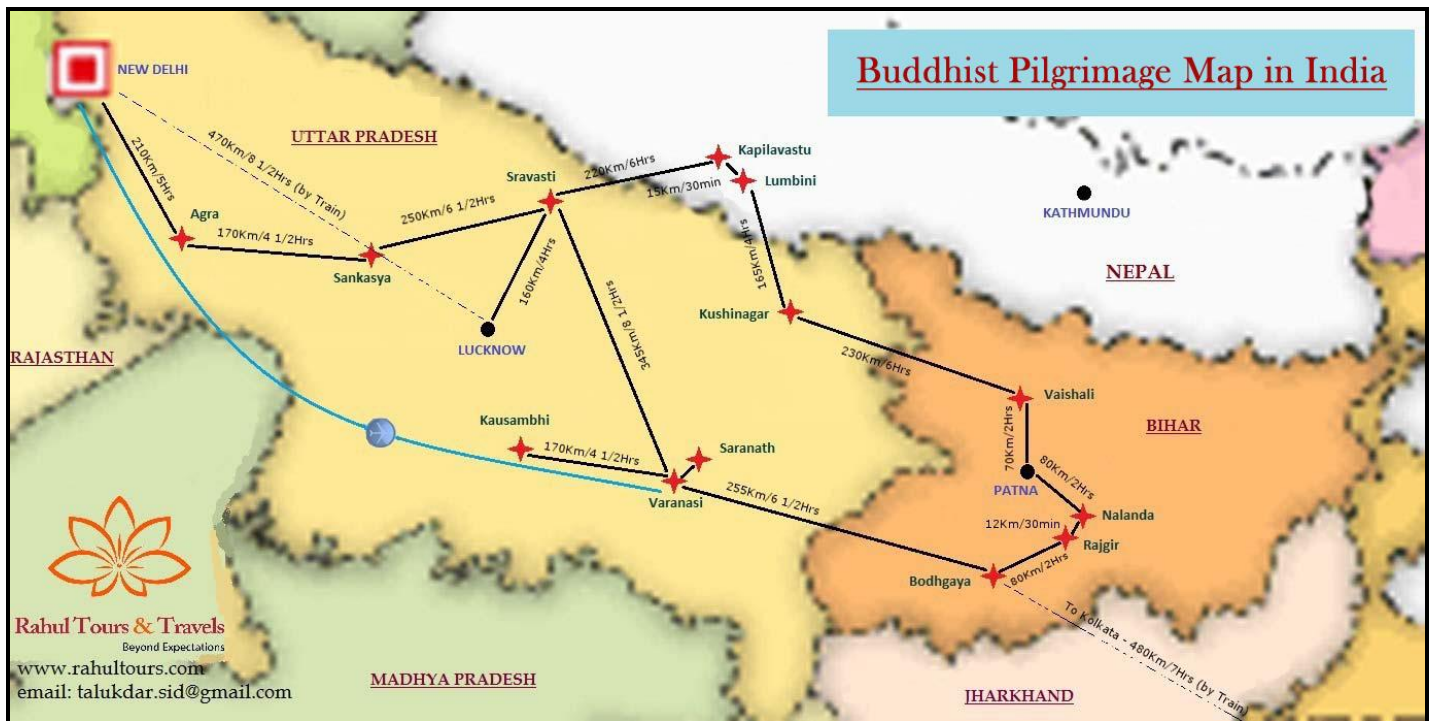 Buddhist Pilgrimage Map in India
NEW DELHI
UTTAR PRADESH
470Km/8 1/2Hrs (by Train)
210Km/5Hrs
Agra
170Km/4 1/2Hrs
Sankasya
250Km/6 1/2Hrs
Sravasti
220Km/6Hrs
Kapilavastu
15Km/30min
Lumbini
KATHMUNDU
NEPAL
160Km/4Hrs
165Km/4Hrs
345Km/8 1/2Hrs
LUCKNOW
RAJASTHAN
Kushinagar
230Km/6Hrs
Vaishali
BIHAR
70Km/2Hrs
80Km/2Hrs
PATNA
Kausambhi
170Km/4 1/2Hrs
Saranath
Varanasi
255Km/6 1/2Hrs
Nalanda
12Km/30min
Rajgir
Bodhgaya
80Km/2Hrs
To Kolkata - 480Km/7Hrs (by Train)
Rahul Tours & Travels
Beyond Expectations
www.rahultours.com
email: talukdar.sid@gmail.com
MADHYA PRADESH
JHARKHAND